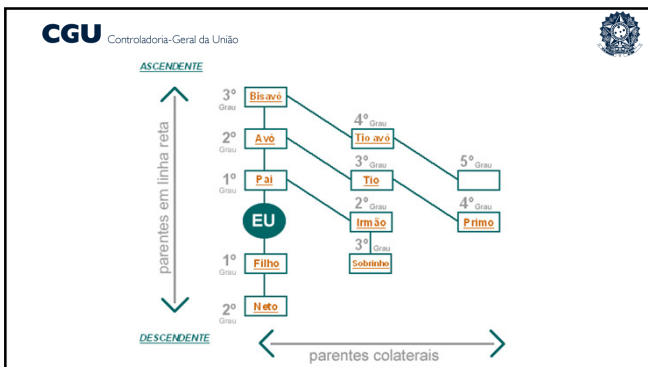 CGU Controladoria-Geral da União
ASCENDENTE
3º Grau Bisavô
4º Grau
2º Grau Avô
Tio avô
3º Grau
5º Grau
1º Grau Pai
Tio
2º Grau
4º Grau
EU
Irmão
Primo
3º Grau
1º Grau Filho
Sobrinho
2º Grau Neto
DESCENDENTE
parentes em linha reta
parentes colaterais